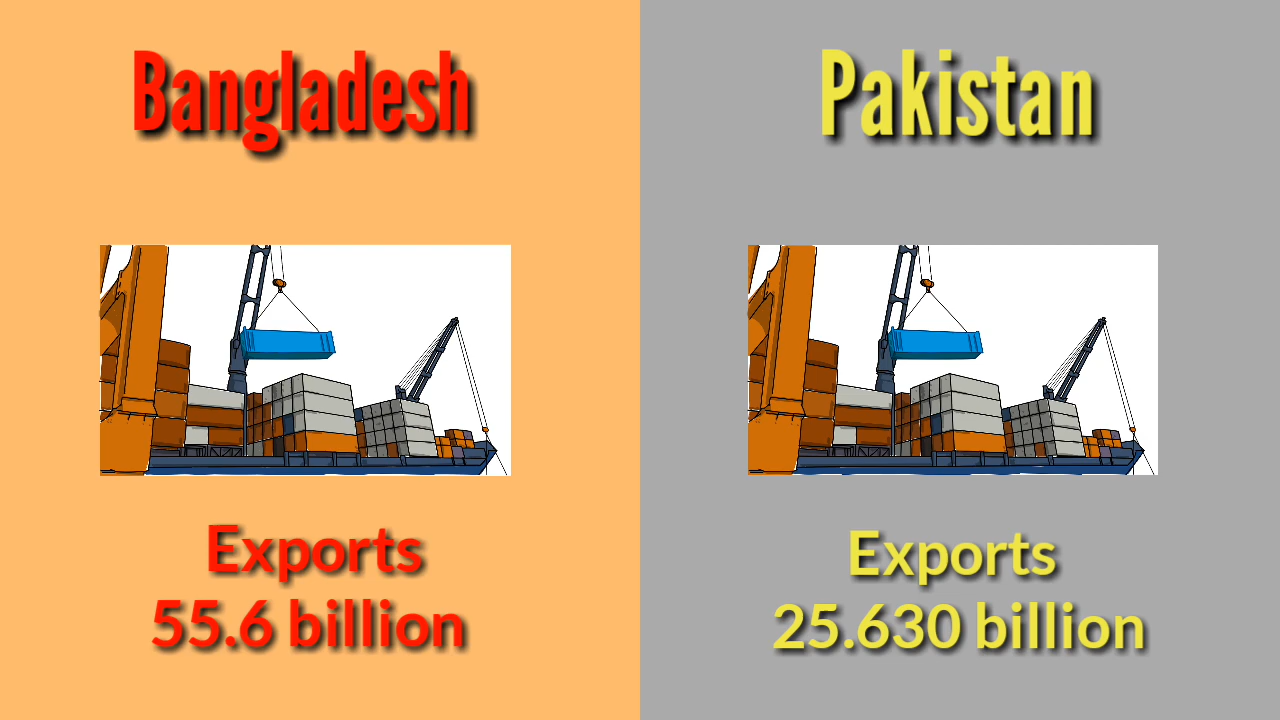 Bangladesh
Exports
55.6 billion
Pakistan
Exports
25.630 billion